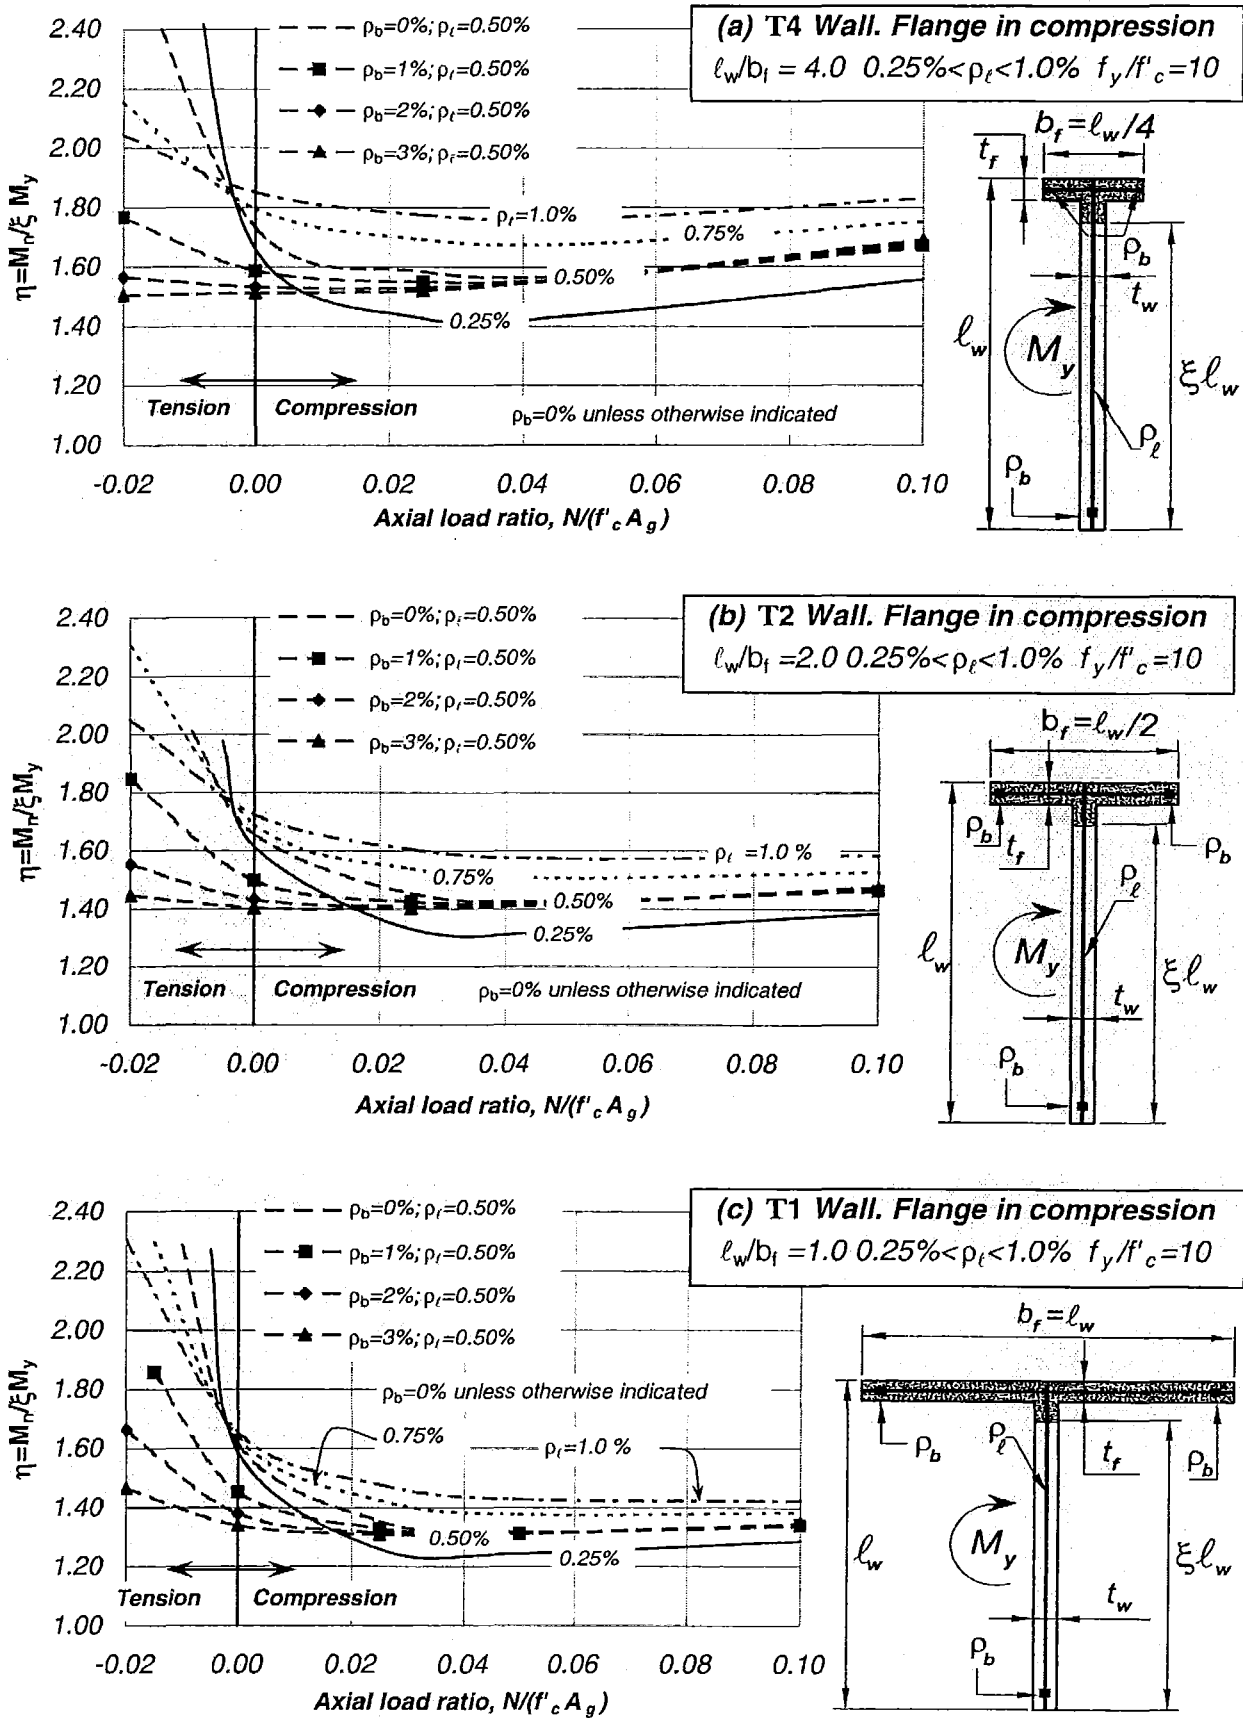 (a) T4 Wall. Flange in compression
ℓw/bf = 4.0 0.25%<ρℓ<1.0% fy/f'c=10
η=Mn/ξ My
2.40
2.20
2.00
1.80
1.60
1.40
1.20
1.00
ρb=0%; ρℓ=0.50%
ρb=1%; ρℓ=0.50%
ρb=2%; ρℓ=0.50%
ρb=3%; ρℓ=0.50%
ρℓ=1.0%
0.75%
0.50%
0.25%
Tension
Compression
ρb=0% unless otherwise indicated
-0.02 0.00 0.02 0.04 0.06 0.08 0.10
Axial load ratio, N/(f'c Ag)
bf=ℓw/4
tf
ρb
tw
ℓw
My
ξℓw
ρℓ
ρb
(b) T2 Wall. Flange in compression
ℓw/bf =2.0 0.25%<ρℓ<1.0% fy/f'c=10
η=Mn/ξMy
2.40
2.20
2.00
1.80
1.60
1.40
1.20
1.00
ρb=0%; ρℓ=0.50%
ρb=1%; ρℓ=0.50%
ρb=2%; ρℓ=0.50%
ρb=3%; ρℓ=0.50%
ρℓ =1.0 %
0.75%
0.50%
0.25%
Tension
Compression
ρb=0% unless otherwise indicated
-0.02 0.00 0.02 0.04 0.06 0.08 0.10
Axial load ratio, N/(f'c Ag)
bf=ℓw/2
ρb
tf
ρb
ρℓ
ℓw
My
ξℓw
tw
ρb
(c) T1 Wall. Flange in compression
ℓw/bf =1.0 0.25%<ρℓ<1.0% fy/f'c=10
η=Mn/ξMy
2.40
2.20
2.00
1.80
1.60
1.40
1.20
1.00
ρb=0%; ρℓ=0.50%
ρb=1%; ρℓ=0.50%
ρb=2%; ρℓ=0.50%
ρb=3%; ρℓ=0.50%
ρb=0% unless otherwise indicated
0.75%
ρℓ=1.0 %
0.50%
0.25%
Tension
Compression
-0.02 0.00 0.02 0.04 0.06 0.08 0.10
Axial load ratio, N/(f'c Ag)
bf=ℓw
ρb
ρℓ
tf
ρb
ℓw
My
ξℓw
tw
ρb